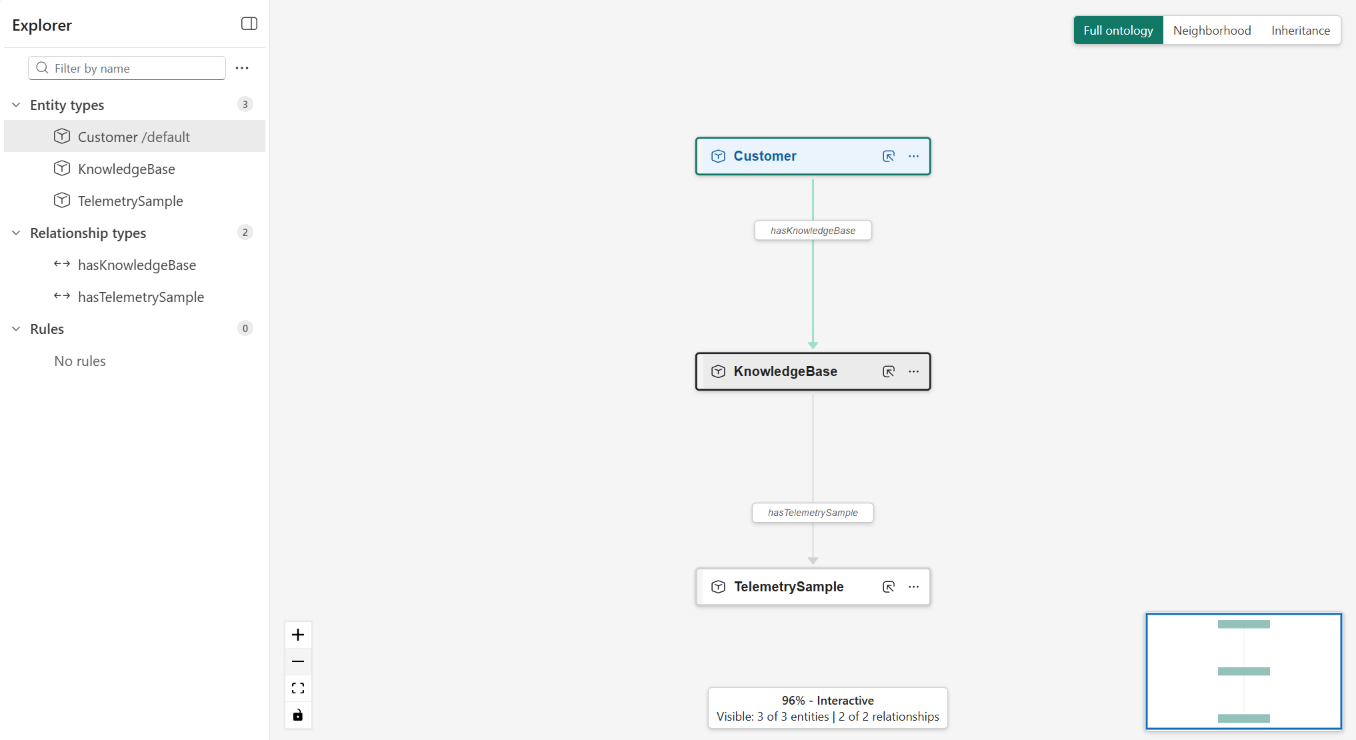 Explorer
Filter by name
Entity types 3
Customer /default
KnowledgeBase
TelemetrySample
Relationship types 2
hasKnowledgeBase
hasTelemetrySample
Rules 0
No rules
Full ontology Neighborhood Inheritance
Customer
hasKnowledgeBase
KnowledgeBase
hasTelemetrySample
TelemetrySample
96% - Interactive
Visible: 3 of 3 entities | 2 of 2 relationships